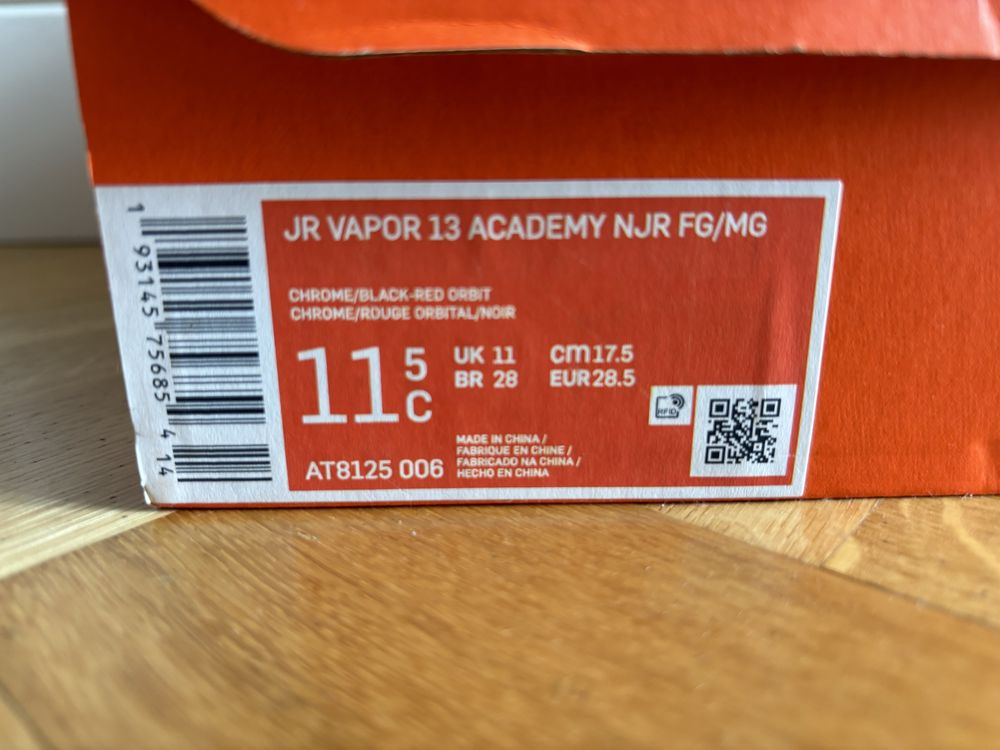 JR VAPOR 13 ACADEMY NJR FG/MG
CHROME/BLACK-RED ORBIT
CHROME/ROUGE ORBITAL/NOIR
11 5 C
UK 11 cm 17.5
BR 28 EUR 28.5
RFID
AT8125 006
MADE IN CHINA /
FABRIQUE EN CHINE /
FABRICADO NA CHINA /
HECHO EN CHINA
1 93145 75685 4 14